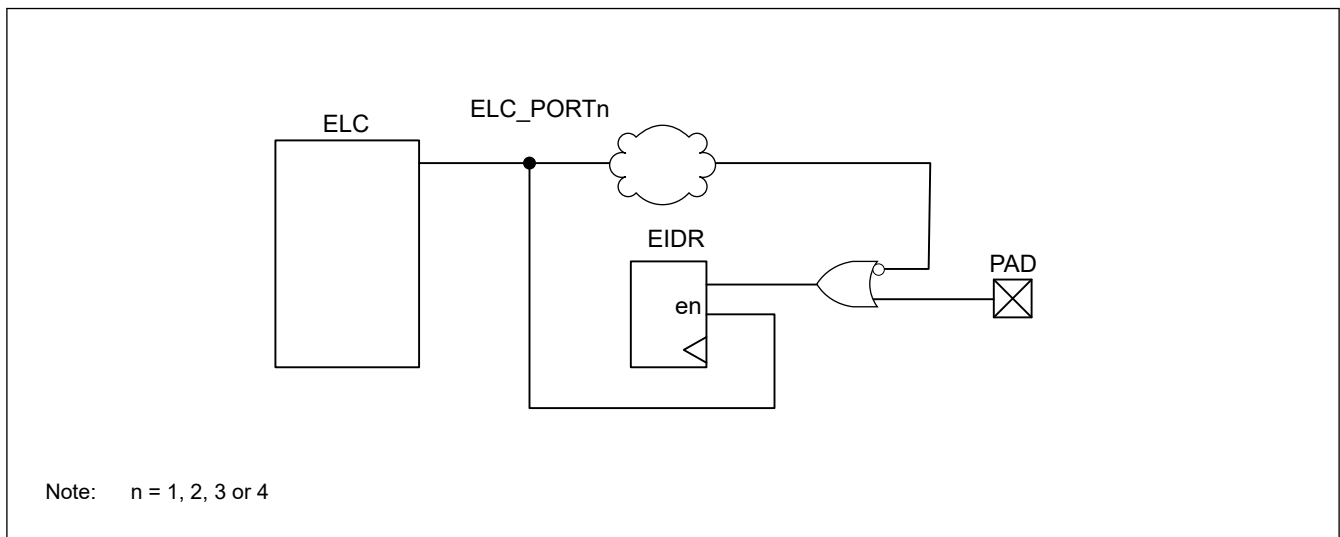 ELC_PORTn
ELC
EIDR
en
PAD
Note: n = 1, 2, 3 or 4